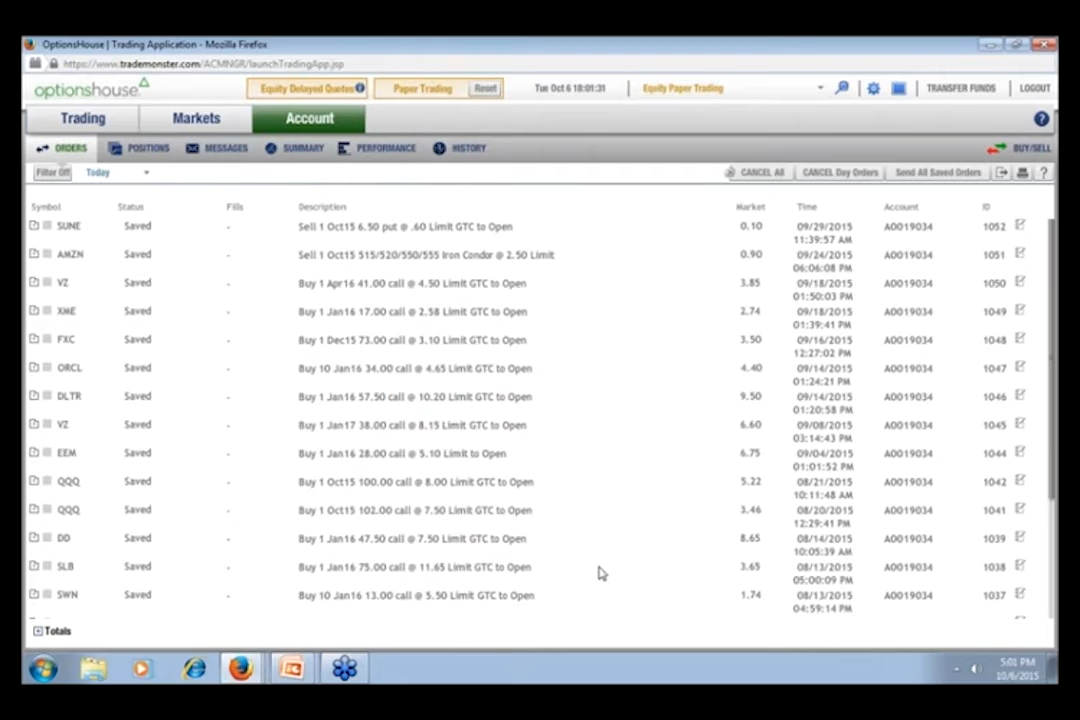 OptionsHouse | Trading Application - Mozilla Firefox
https://www.trademonster.com/ACMNGR/launchTradingApp.jsp
optionshouse Equity Delayed Quotes Paper Trading Reset Tue Oct 6 18:01:31 Equity Paper Trading TRANSFER FUNDS LOGOUT
Trading Markets Account ?
ORDERS POSITIONS MESSAGES SUMMARY PERFORMANCE HISTORY BUY/SELL
Filter Off Today CANCEL All CANCEL Day Orders Send All Saved Orders ?
Symbol Status Fills Description Market Time Account ID
SUNE Saved - Sell 1 Oct15 6.50 put @ .60 Limit GTC to Open 0.10 09/29/2015 A0019034 1052
11:39:57 AM
AMZN Saved - Sell 1 Oct15 515/520/550/555 Iron Condor @ 2.50 Limit 0.90 09/24/2015 A0019034 1051
06:06:08 PM
VZ Saved - Buy 1 Apr16 41.00 call @ 4.50 Limit GTC to Open 3.85 09/18/2015 A0019034 1050
01:50:03 PM
XME Saved - Buy 1 Jan16 17.00 call @ 2.58 Limit GTC to Open 2.74 09/18/2015 A0019034 1049
01:39:41 PM
FXC Saved - Buy 1 Dec15 73.00 call @ 3.10 Limit GTC to Open 3.50 09/16/2015 A0019034 1048
12:27:02 PM
ORCL Saved - Buy 10 Jan16 34.00 call @ 4.65 Limit GTC to Open 4.40 09/14/2015 A0019034 1047
01:24:21 PM
DLTR Saved - Buy 1 Jan16 57.50 call @ 10.20 Limit GTC to Open 9.50 09/14/2015 A0019034 1046
01:20:58 PM
VZ Saved - Buy 1 Jan17 38.00 call @ 8.15 Limit GTC to Open 6.60 09/08/2015 A0019034 1045
03:14:43 PM
EEM Saved - Buy 1 Jan16 28.00 call @ 5.10 Limit to Open 6.75 09/04/2015 A0019034 1044
01:01:52 PM
QQQ Saved - Buy 1 Oct15 100.00 call @ 8.00 Limit GTC to Open 5.22 08/21/2015 A0019034 1042
10:11:48 AM
QQQ Saved - Buy 1 Oct15 102.00 call @ 7.50 Limit GTC to Open 3.46 08/20/2015 A0019034 1041
12:29:41 PM
DD Saved - Buy 1 Jan16 47.50 call @ 7.50 Limit GTC to Open 8.65 08/14/2015 A0019034 1039
10:05:39 AM
SLB Saved - Buy 1 Jan16 75.00 call @ 11.65 Limit GTC to Open 3.65 08/13/2015 A0019034 1038
05:00:09 PM
SWN Saved - Buy 10 Jan16 13.00 call @ 5.50 Limit GTC to Open 1.74 08/13/2015 A0019034 1037
04:59:14 PM
Totals
5:01 PM
10/6/2015